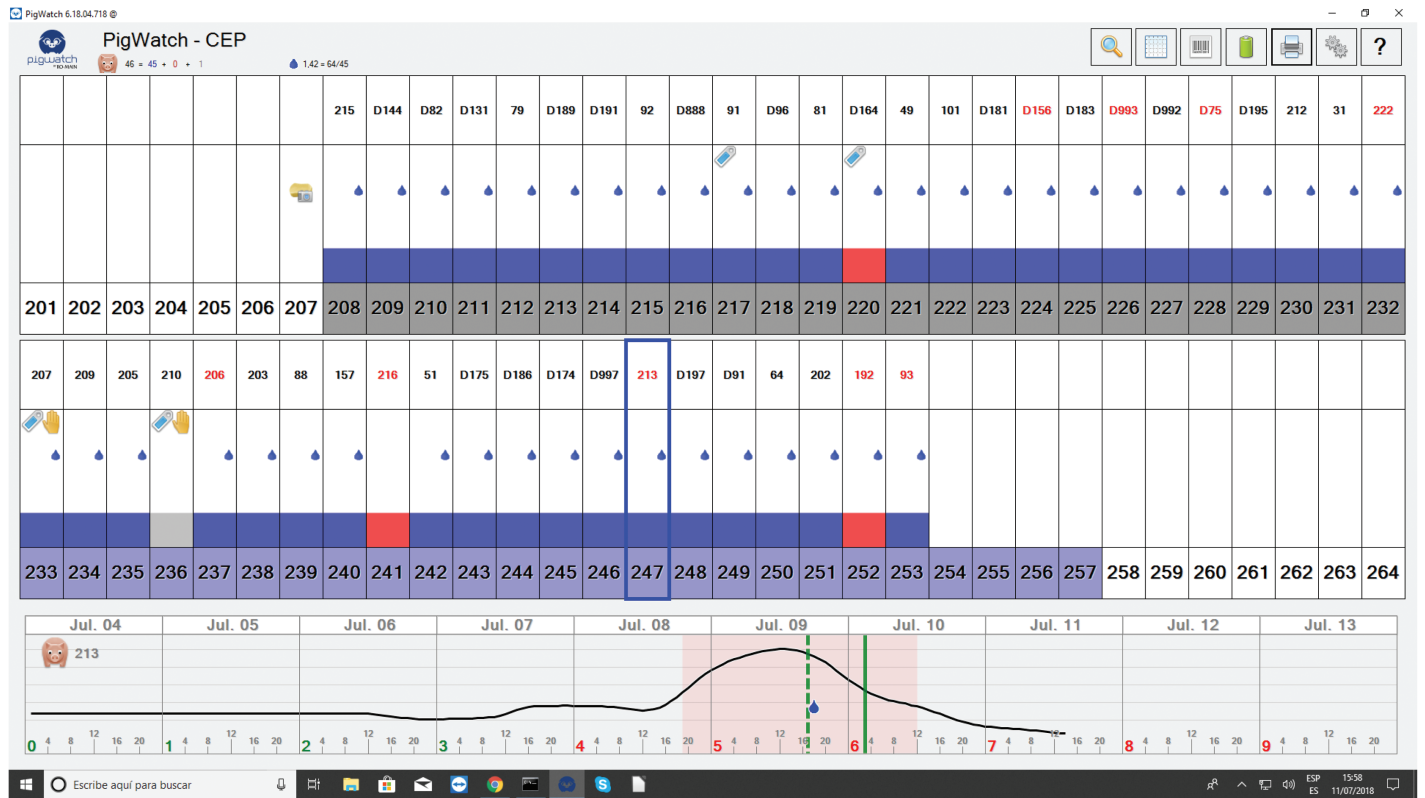 PigWatch 6.18.04.718 @
PigWatch - CEP
pigwatch
46 = 45 + 0 + 1 1,42 = 64/45
?
215 D144 D82 D131 79 D189 D191 92 D888 91 D96 81 D164 49 101 D181 D156 D183 D993 D992 D75 D195 212 31 222
201 202 203 204 205 206 207 208 209 210 211 212 213 214 215 216 217 218 219 220 221 222 223 224 225 226 227 228 229 230 231 232
207 209 205 210 206 203 88 157 216 51 D175 D186 D174 D997 213 D197 D91 64 202 192 93
233 234 235 236 237 238 239 240 241 242 243 244 245 246 247 248 249 250 251 252 253 254 255 256 257 258 259 260 261 262 263 264
Jul. 04 Jul. 05 Jul. 06 Jul. 07 Jul. 08 Jul. 09 Jul. 10 Jul. 11 Jul. 12 Jul. 13
213
0 4 8 12 16 20 1 4 8 12 16 20 2 4 8 12 16 20 3 4 8 12 16 20 4 4 8 12 16 20 5 4 8 12 16 20 6 4 8 12 16 20 7 4 8 12 16 20 8 4 8 12 16 20 9 4 8 12 16 20
Escribe aquí para buscar ESP 15:58
ES 11/07/2018